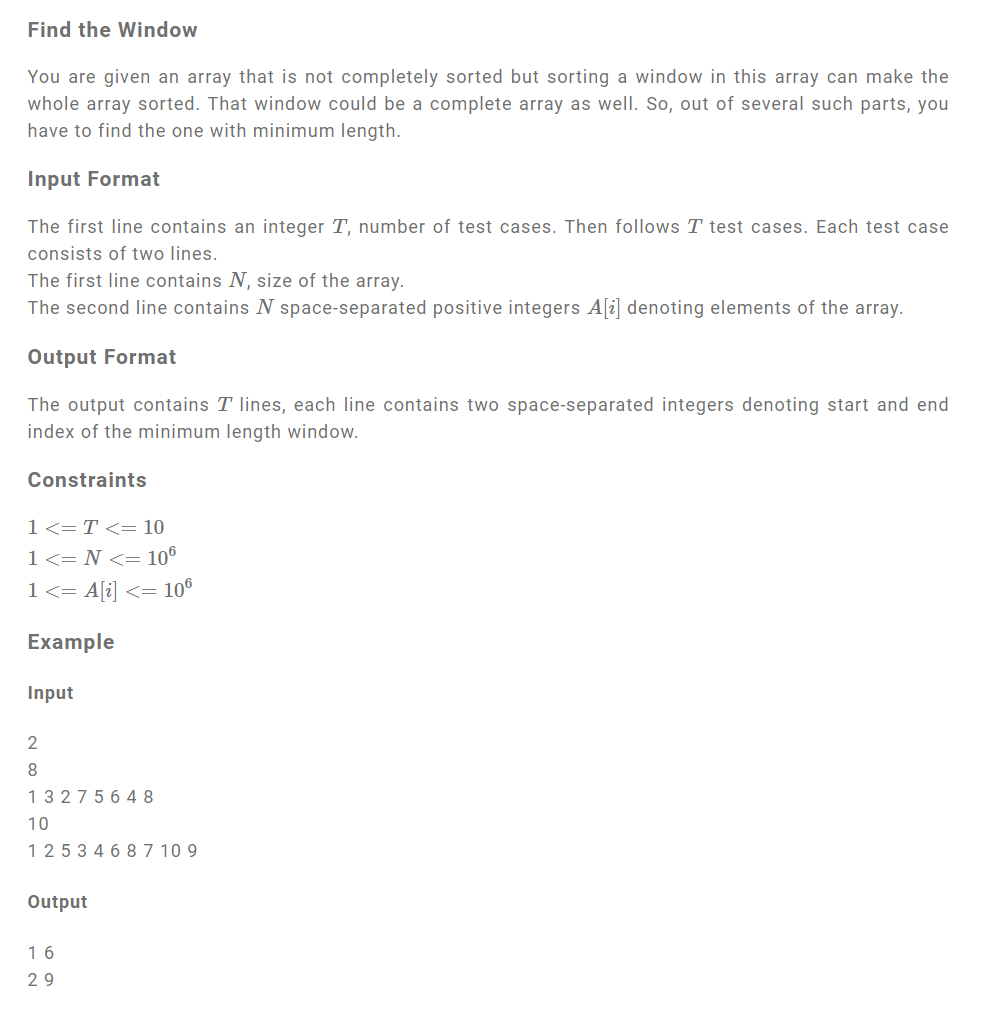 Find the Window
You are given an array that is not completely sorted but sorting a window in this array can make the
whole array sorted. That window could be a complete array as well. So, out of several such parts, you
have to find the one with minimum length.
Input Format
The first line contains an integer T, number of test cases. Then follows T test cases. Each test case
consists of two lines.
The first line contains N, size of the array.
The second line contains N space-separated positive integers A[i] denoting elements of the array.
Output Format
The output contains T lines, each line contains two space-separated integers denoting start and end
index of the minimum length window.
Constraints
1 <= T <= 10
1 <= N <= 10⁶
1 <= A[i] <= 10⁶
Example
Input
2
8
1 3 2 7 5 6 4 8
10
1 2 5 3 4 6 8 7 10 9
Output
1 6
2 9